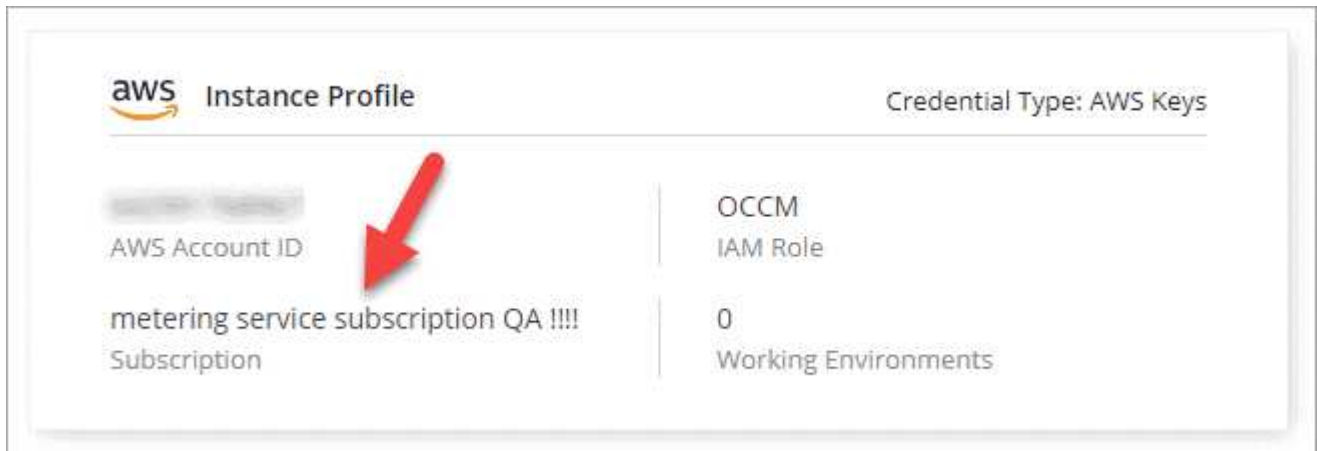 aws Instance Profile
Credential Type: AWS Keys
AWS Account ID
OCCM
IAM Role
metering service subscription QA !!!!
Subscription
0
Working Environments